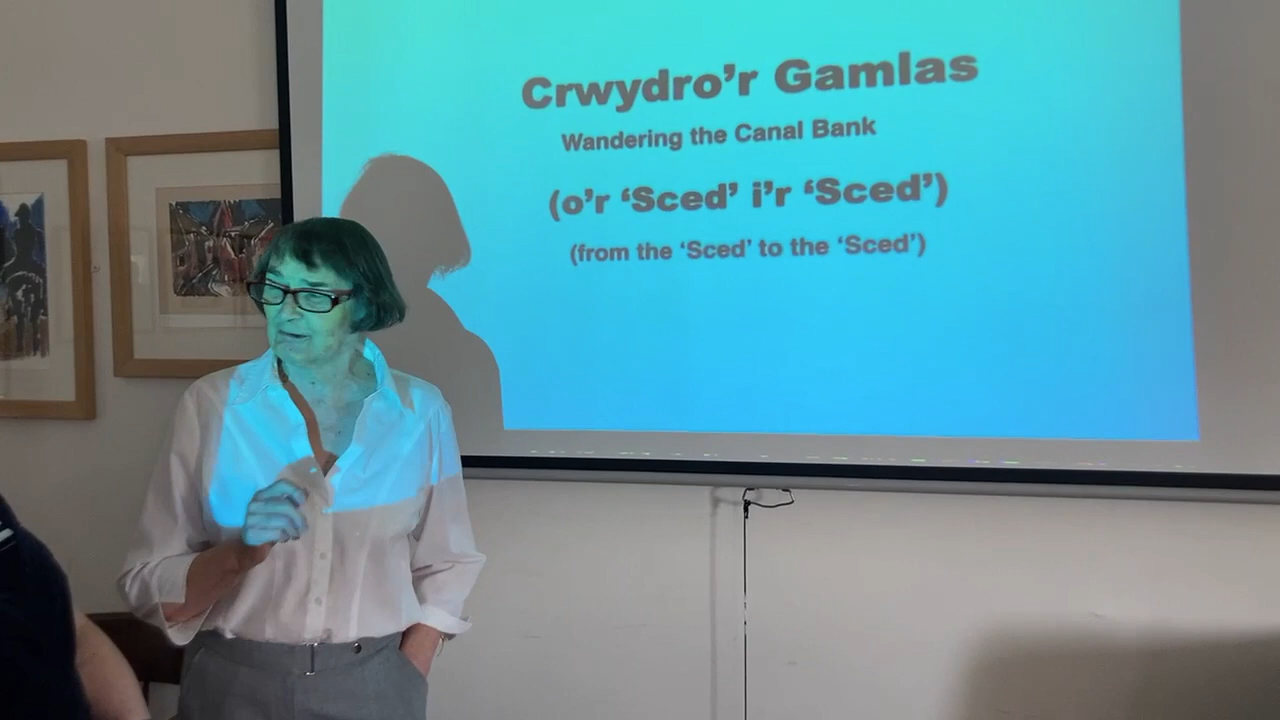 Crwydro’r Gamlas
Wandering the Canal Bank
(o’r ‘Sced’ i’r ‘Sced’)
(from the ‘Sced’ to the ‘Sced’)